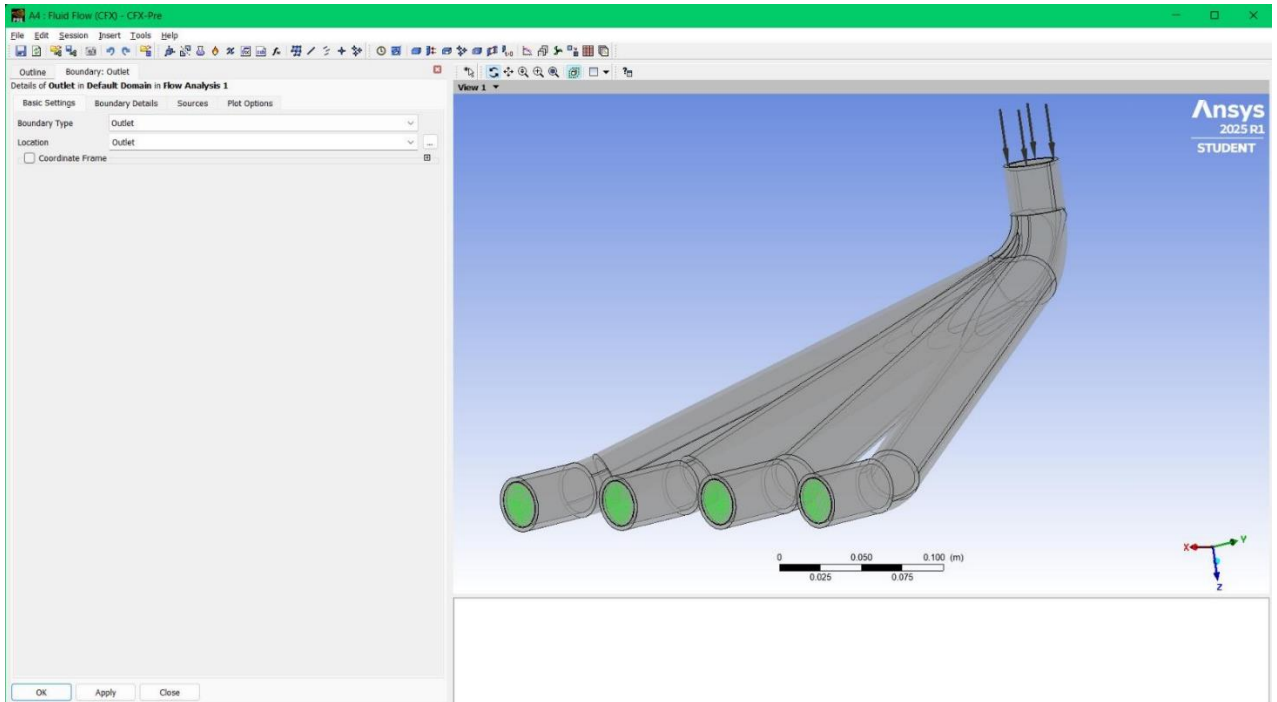 A4 : Fluid Flow (CFX) - CFX-Pre
File Edit Session Insert Tools Help
Outline Boundary: Outlet
Details of Outlet in Default Domain in Flow Analysis 1
Basic Settings Boundary Details Sources Plot Options
Boundary Type Outlet
Location Outlet ...
Coordinate Frame
OK Apply Close
View 1
Ansys
2025 R1
STUDENT
0 0.050 0.100 (m)
0.025 0.075
X Y
Z